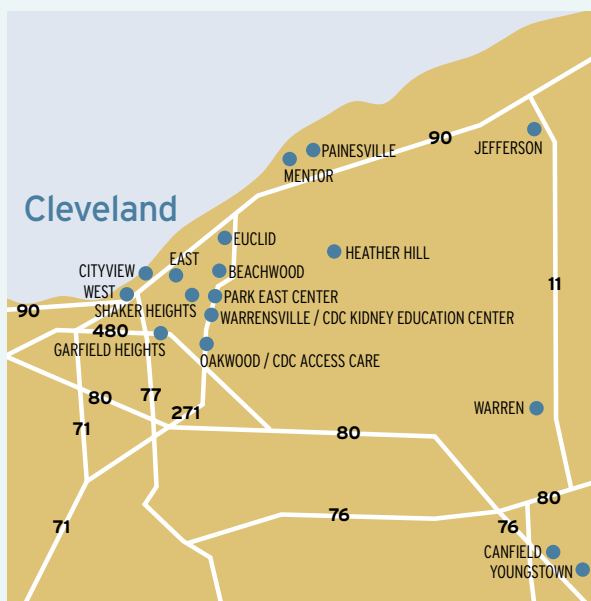 90
PAINESVILLE
JEFFERSON
MENTOR
Cleveland
EUCLID
HEATHER HILL
EAST
CITYVIEW
BEACHWOOD
11
WEST
PARK EAST CENTER
SHAKER HEIGHTS
90
WARRENSVILLE / CDC KIDNEY EDUCATION CENTER
480
GARFIELD HEIGHTS
OAKWOOD / CDC ACCESS CARE
80
77
271
WARREN
71
80
80
71
76
76
CANFIELD
YOUNGSTOWN